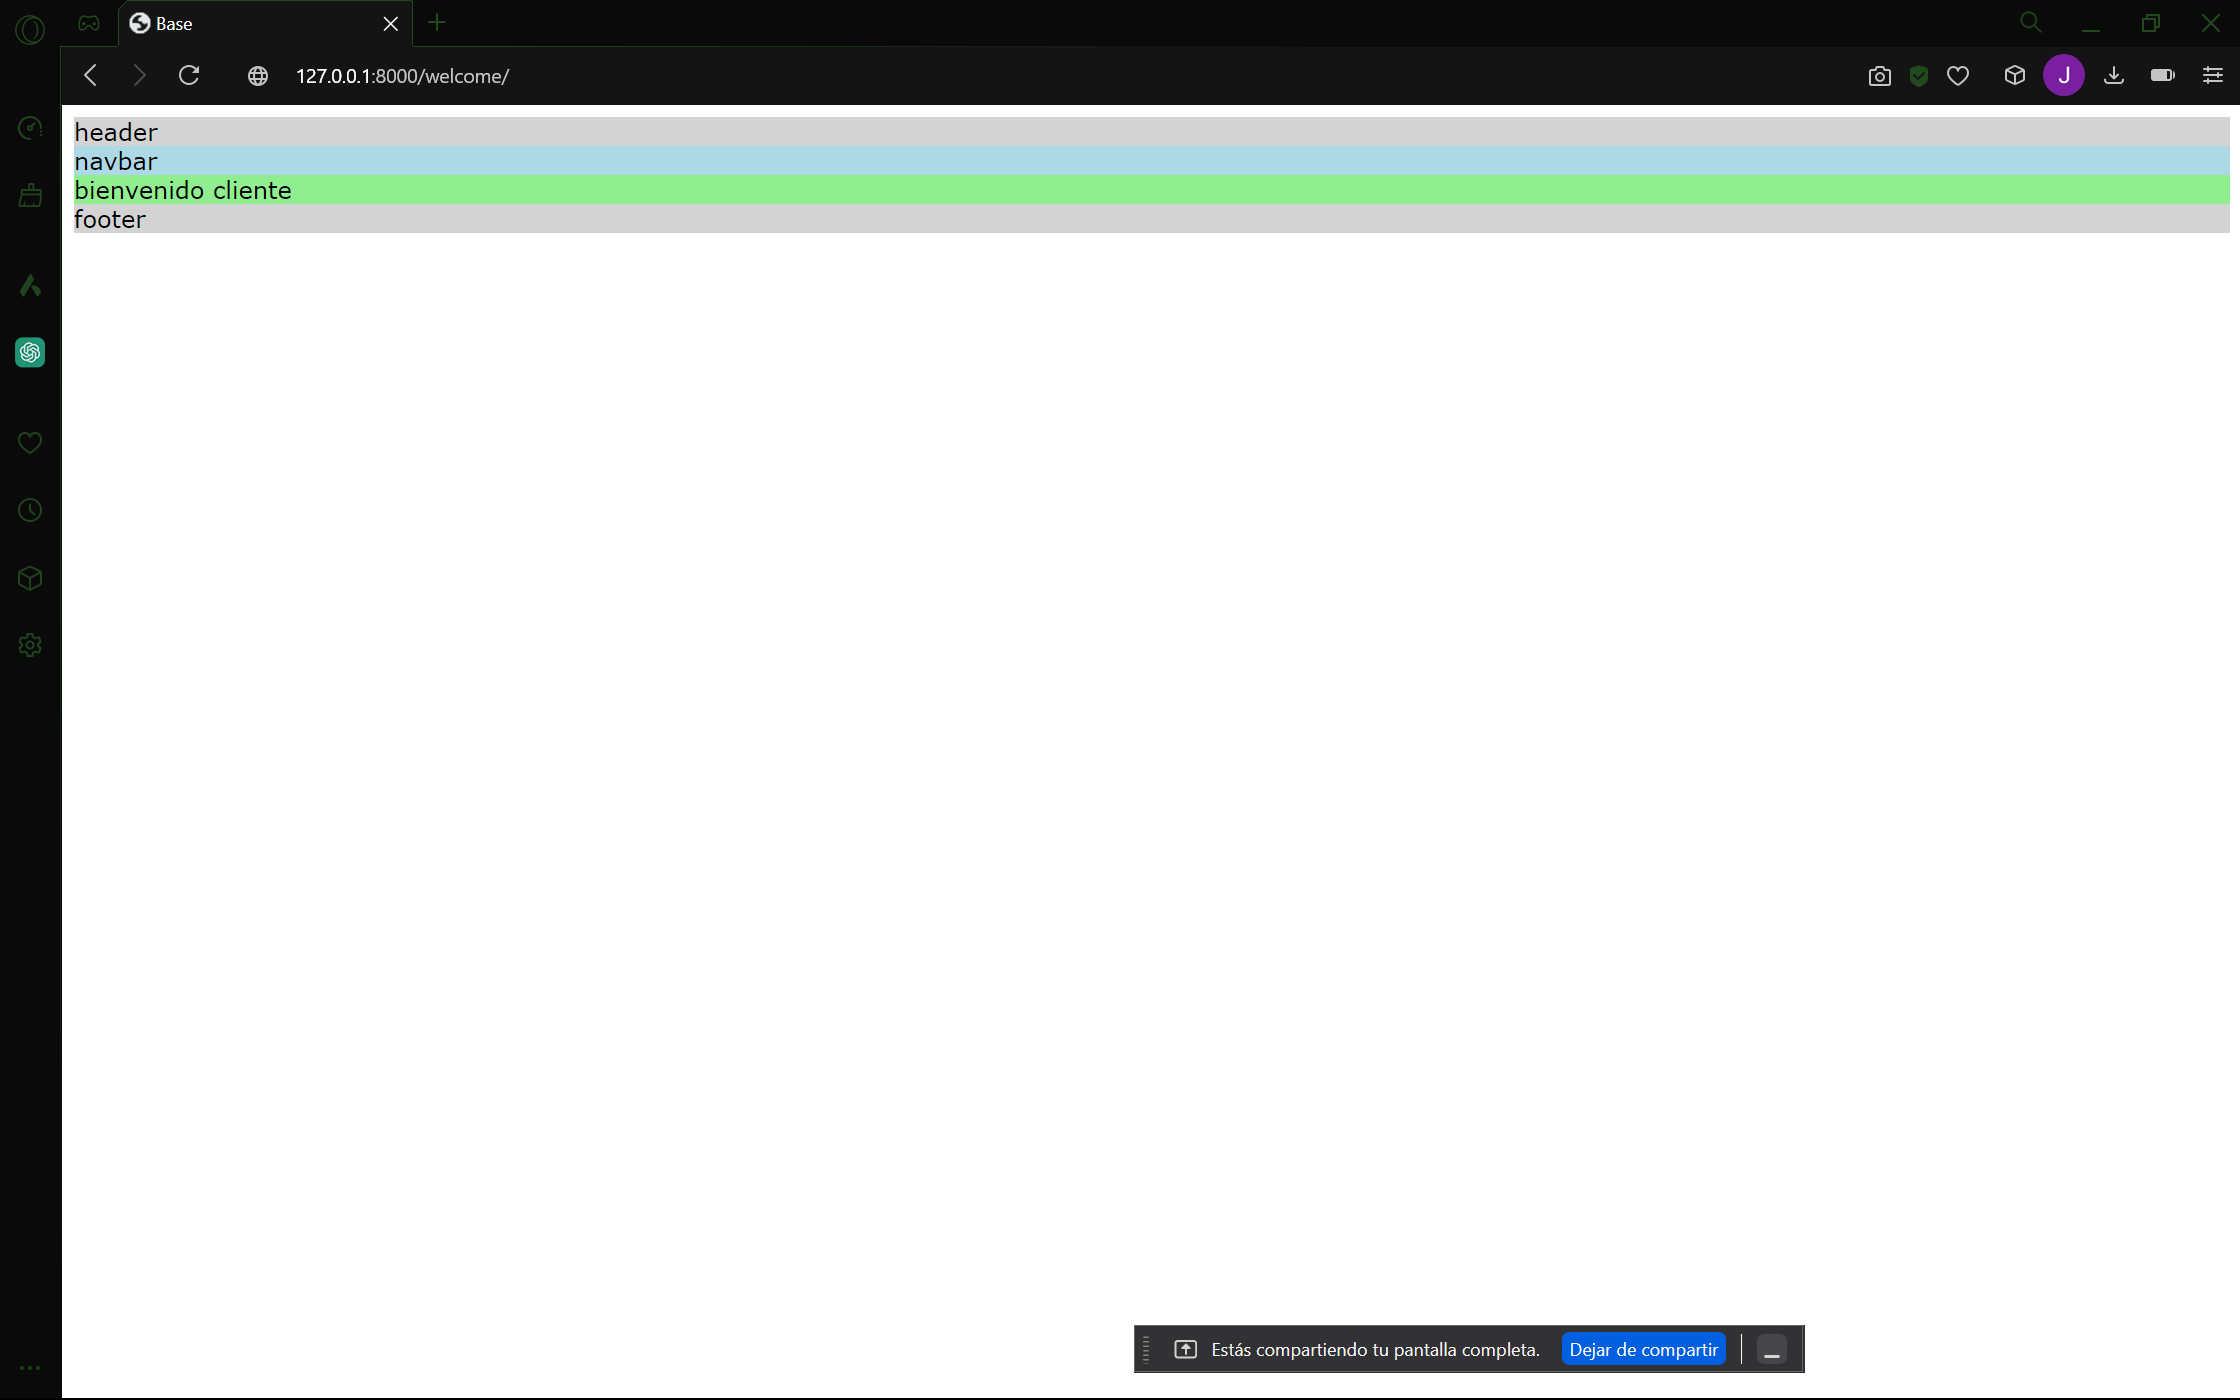 Base
127.0.0.1:8000/welcome/
J
header
navbar
bienvenido cliente
footer
Estás compartiendo tu pantalla completa.
Dejar de compartir